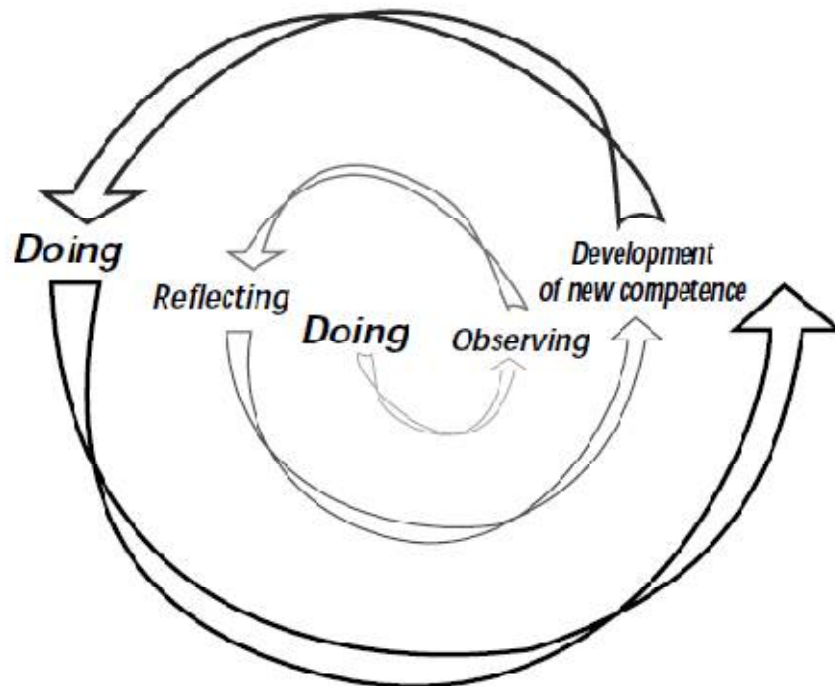 Doing
Reflecting
Doing
Observing
Development
of new competence